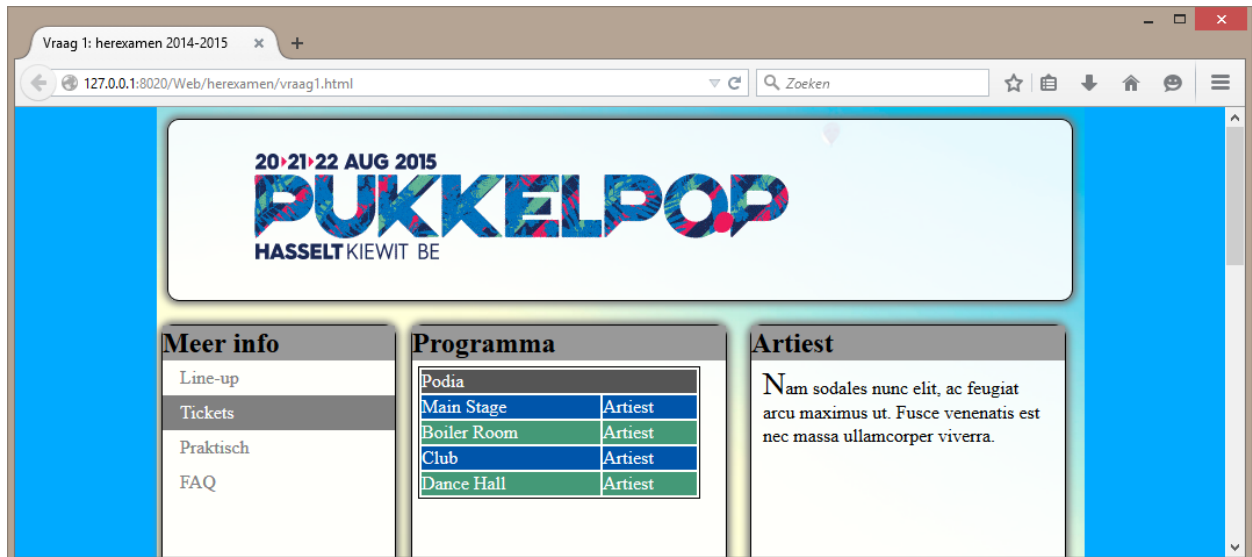 Vraag 1: herexamen 2014-2015
127.0.0.1:8020/Web/herexamen/vraag1.html
Zoeken
20 21 22 AUG 2015
PUKKELPOP
HASSELT KIEWIT BE
Meer info
Line-up
Tickets
Praktisch
FAQ
Programma
Podia
Main Stage Artiest
Boiler Room Artiest
Club Artiest
Dance Hall Artiest
Artiest
Nam sodales nunc elit, ac feugiat
arcu maximus ut. Fusce venenatis est
nec massa ullamcorper viverra.